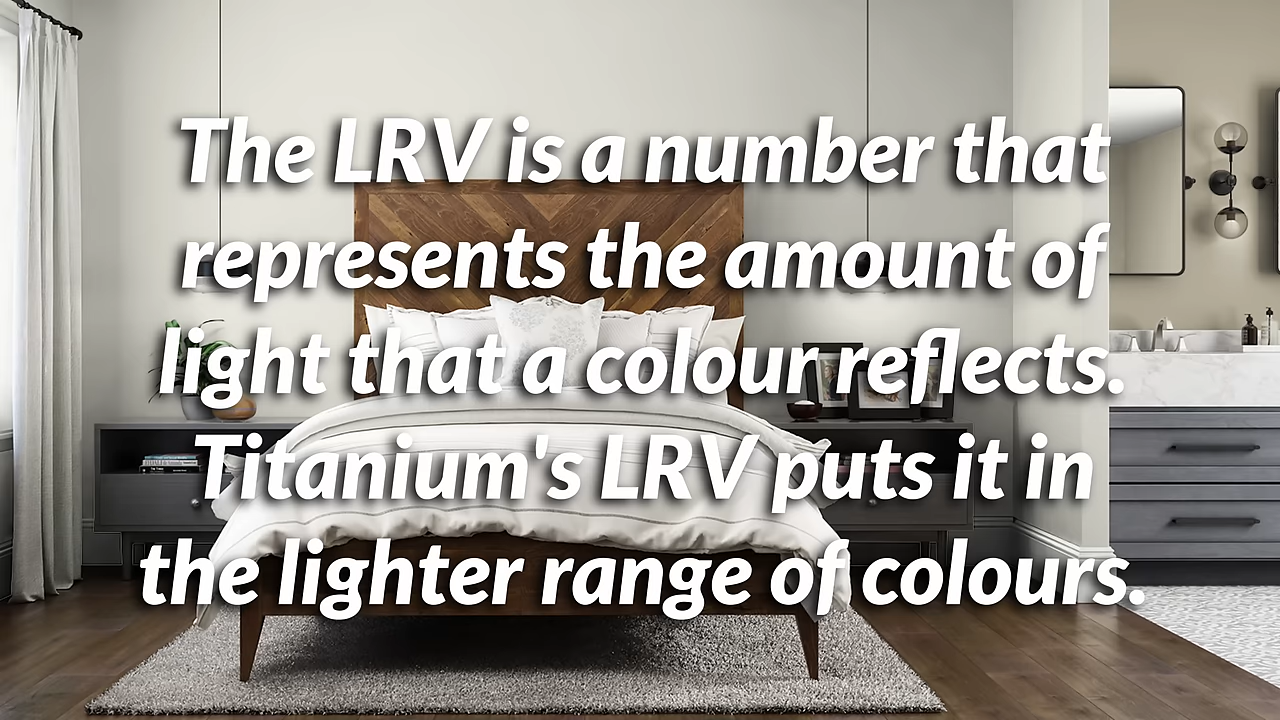 The LRV is a number that
represents the amount of
light that a colour reflects.
Titanium's LRV puts it in
the lighter range of colours.